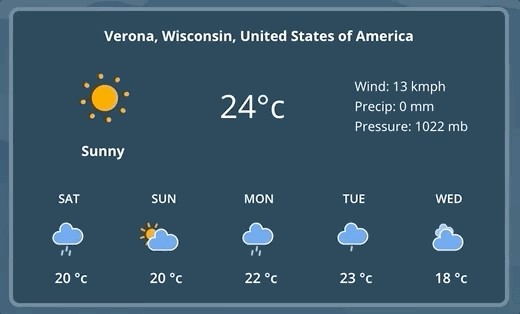 Verona, Wisconsin, United States of America
24°c
Wind: 13 kmph
Precip: 0 mm
Pressure: 1022 mb
Sunny
SAT SUN MON TUE WED
20 °c 20 °c 22 °c 23 °c 18 °c